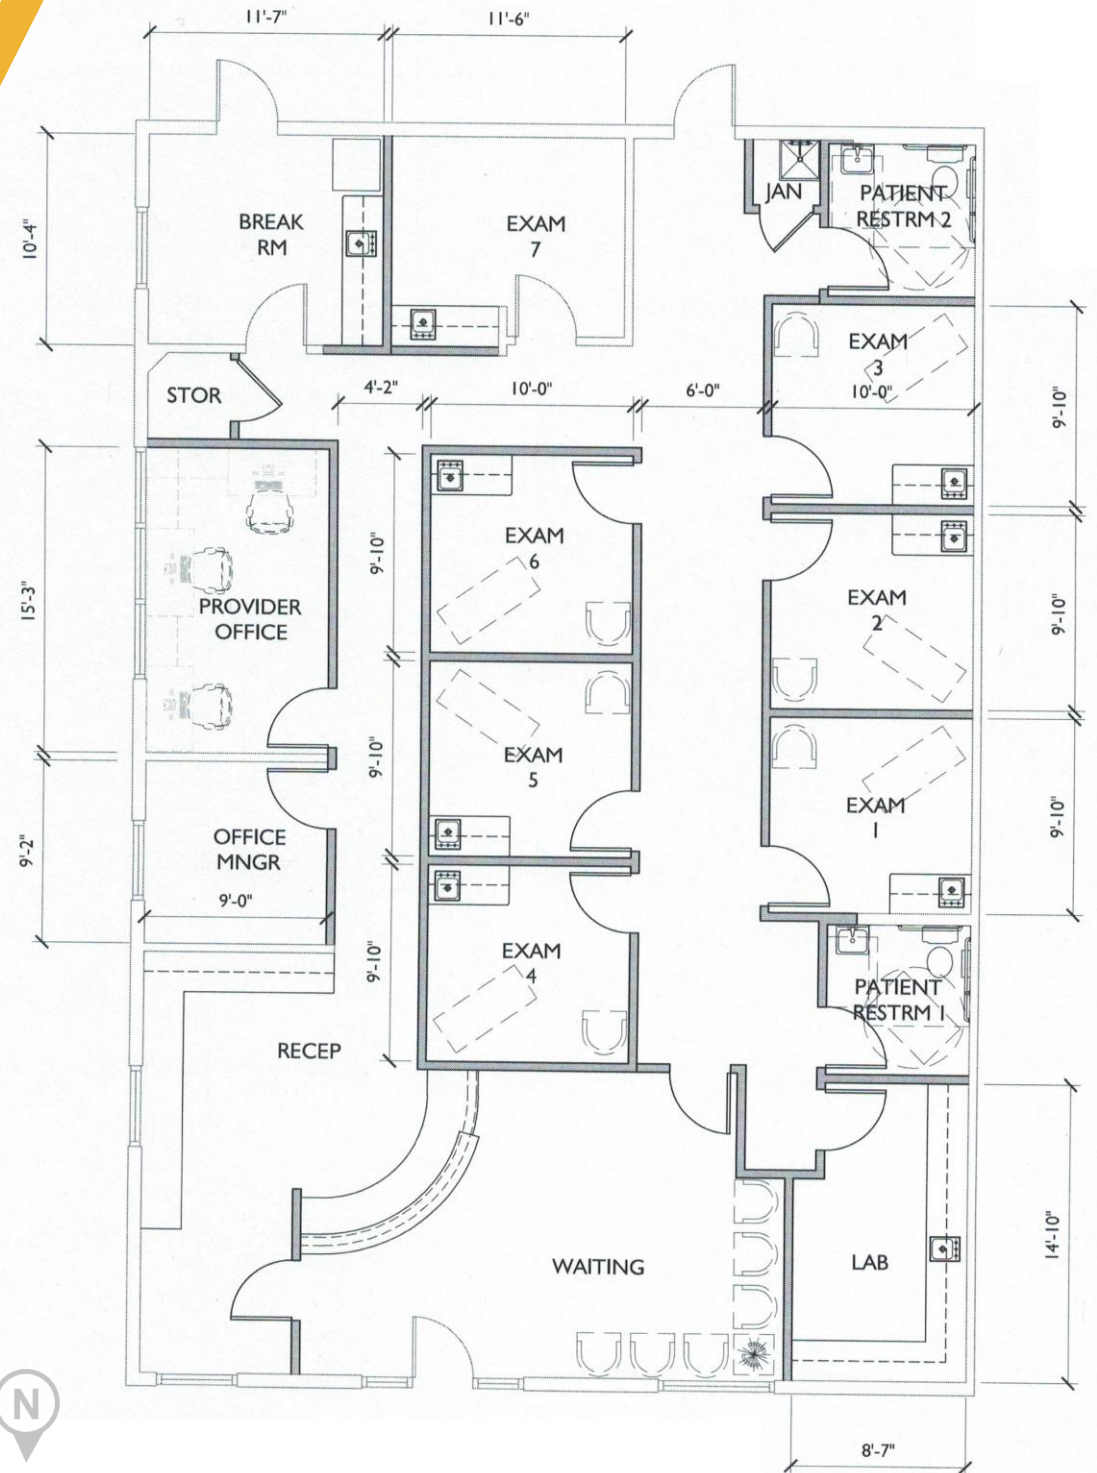 11'-7"
11'-6"
10'-4"
BREAK
RM
EXAM
7
JAN
PATIENT
RESTRM 2
STOR
4'-2"
10'-0"
6'-0"
EXAM
3
10'-0"
9'-10"
15'-3"
PROVIDER
OFFICE
9'-10"
EXAM
6
EXAM
2
9'-10"
9'-10"
EXAM
5
EXAM
1
9'-10"
9'-2"
OFFICE
MNGR
9'-0"
9'-10"
EXAM
4
PATIENT
RESTRM 1
RECEP
WAITING
LAB
14'-10"
N
8'-7"